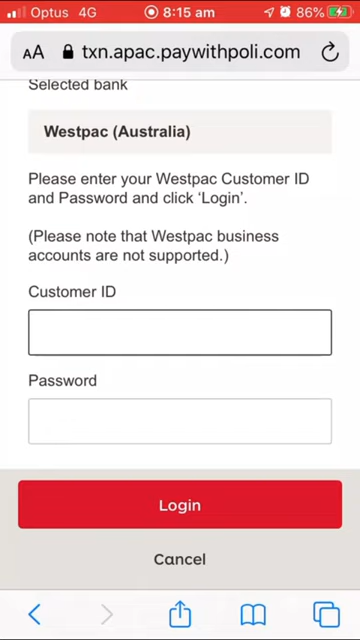 Optus 4G 8:15 am 86%
AA txn.apac.paywithpoli.com
Selected bank
Westpac (Australia)
Please enter your Westpac Customer ID
and Password and click ‘Login’.
(Please note that Westpac business
accounts are not supported.)
Customer ID
Password
Login
Cancel